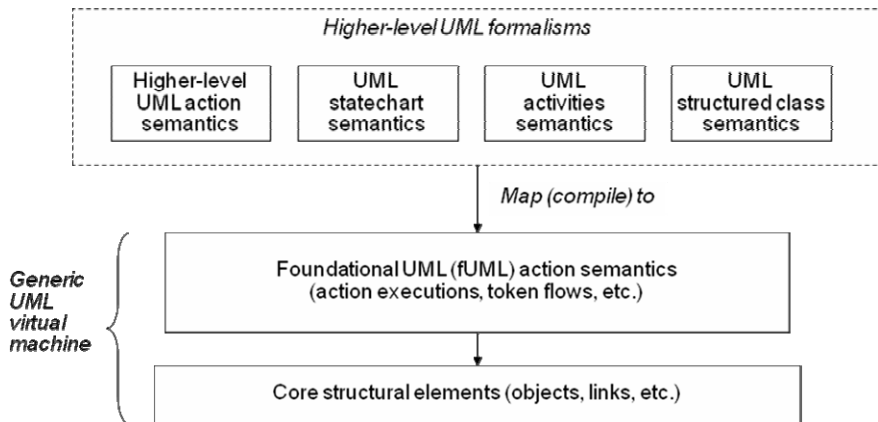 Higher-level UML formalisms
Higher-level
UML action
semantics
UML
statechart
semantics
UML
activities
semantics
UML
structured class
semantics
Map (compile) to
Generic
UML
virtual
machine
Foundational UML (fUML) action semantics
(action executions, token flows, etc.)
Core structural elements (objects, links, etc.)